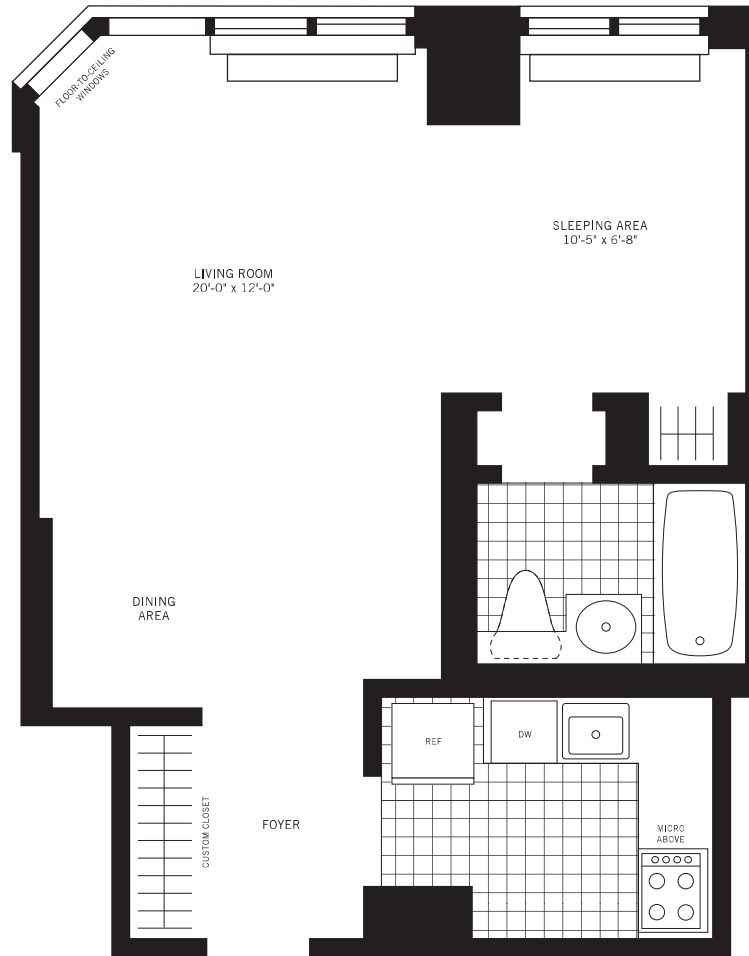 FLOOR-TO-CEILING
WINDOWS
SLEEPING AREA
10'-5" x 6'-8"
LIVING ROOM
20'-0" x 12'-0"
DINING
AREA
REF
DW
CUSTOM CLOSET
FOYER
MICRO
ABOVE